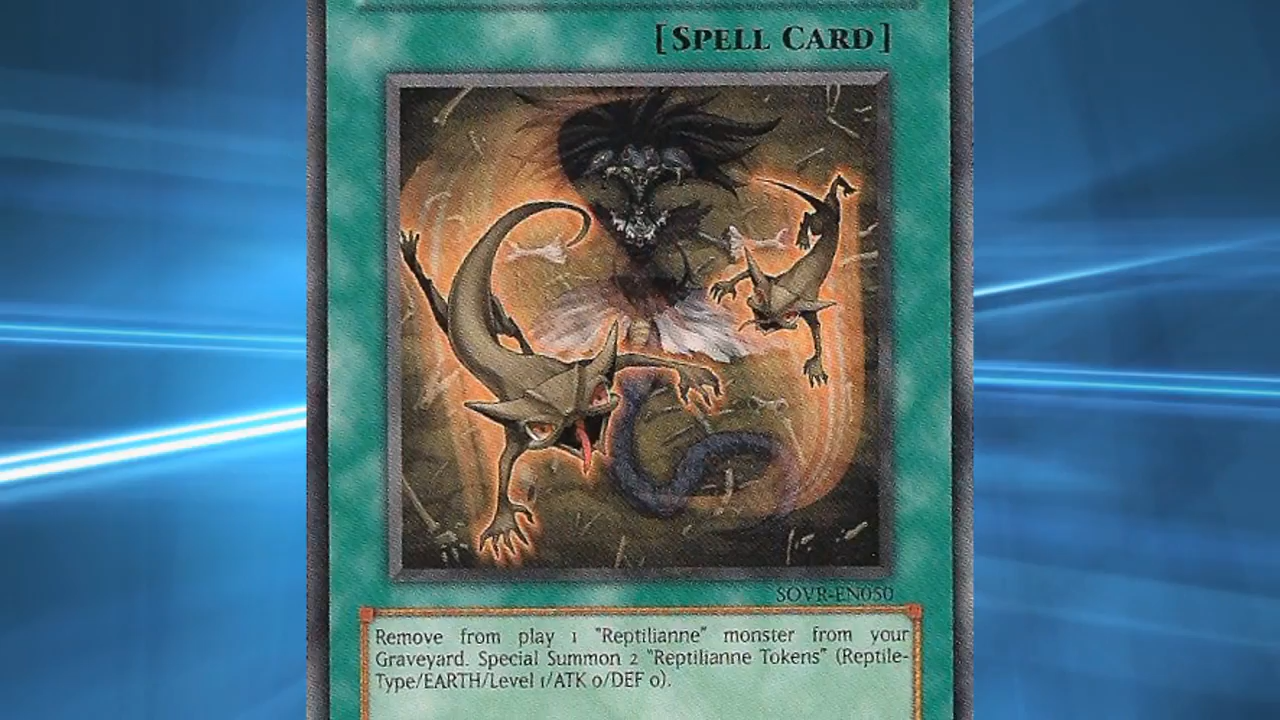 [SPELL CARD]
SOVR-EN050
Remove from play 1 "Reptilianne" monster from your
Graveyard. Special Summon 2 "Reptilianne Tokens" (Reptile-
Type/EARTH/Level 1/ATK 0/DEF 0).